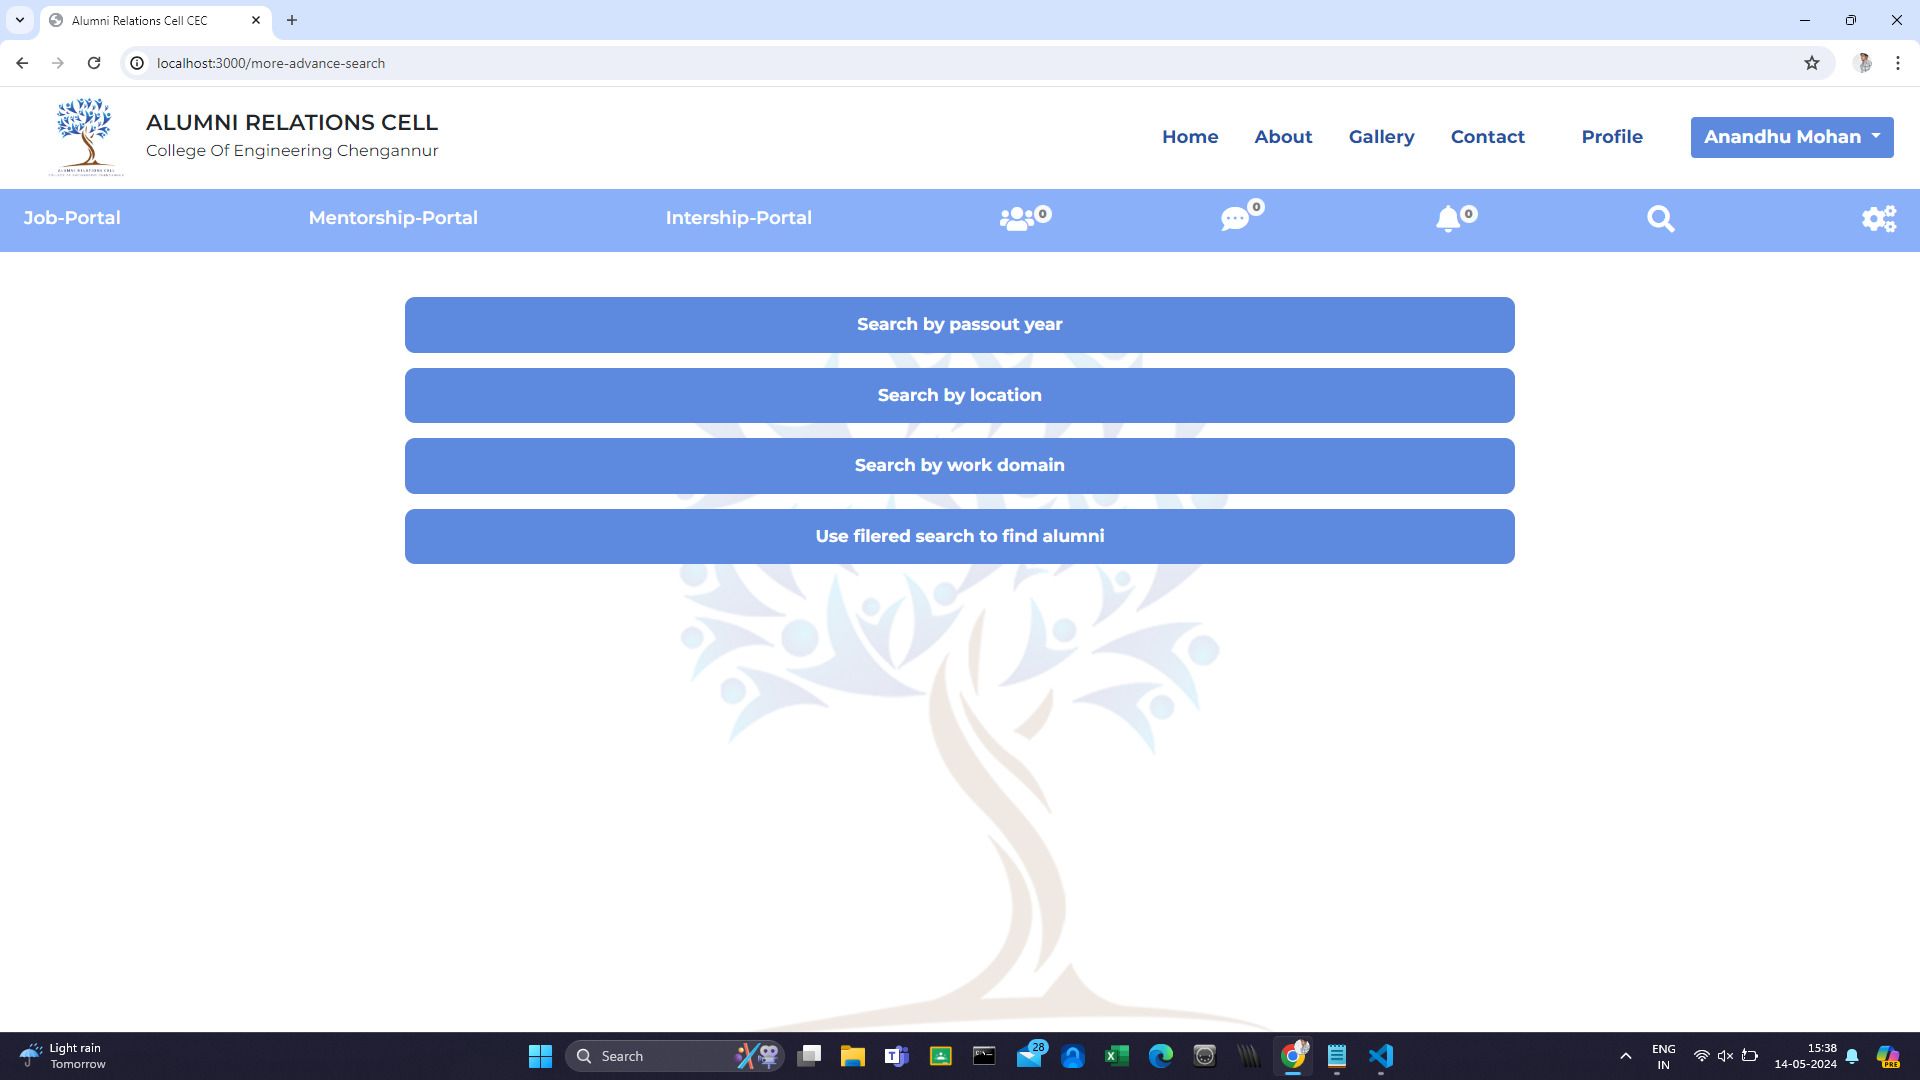 Alumni Relations Cell CEC
localhost:3000/more-advance-search
ALUMNI RELATIONS CELL
College Of Engineering Chengannur
Home About Gallery Contact Profile Anandhu Mohan
Job-Portal Mentorship-Portal Intership-Portal 0 0 0
Search by passout year
Search by location
Search by work domain
Use filered search to find alumni
Light rain
Tomorrow
Search
28
ENG
IN
15:38
14-05-2024
PRE